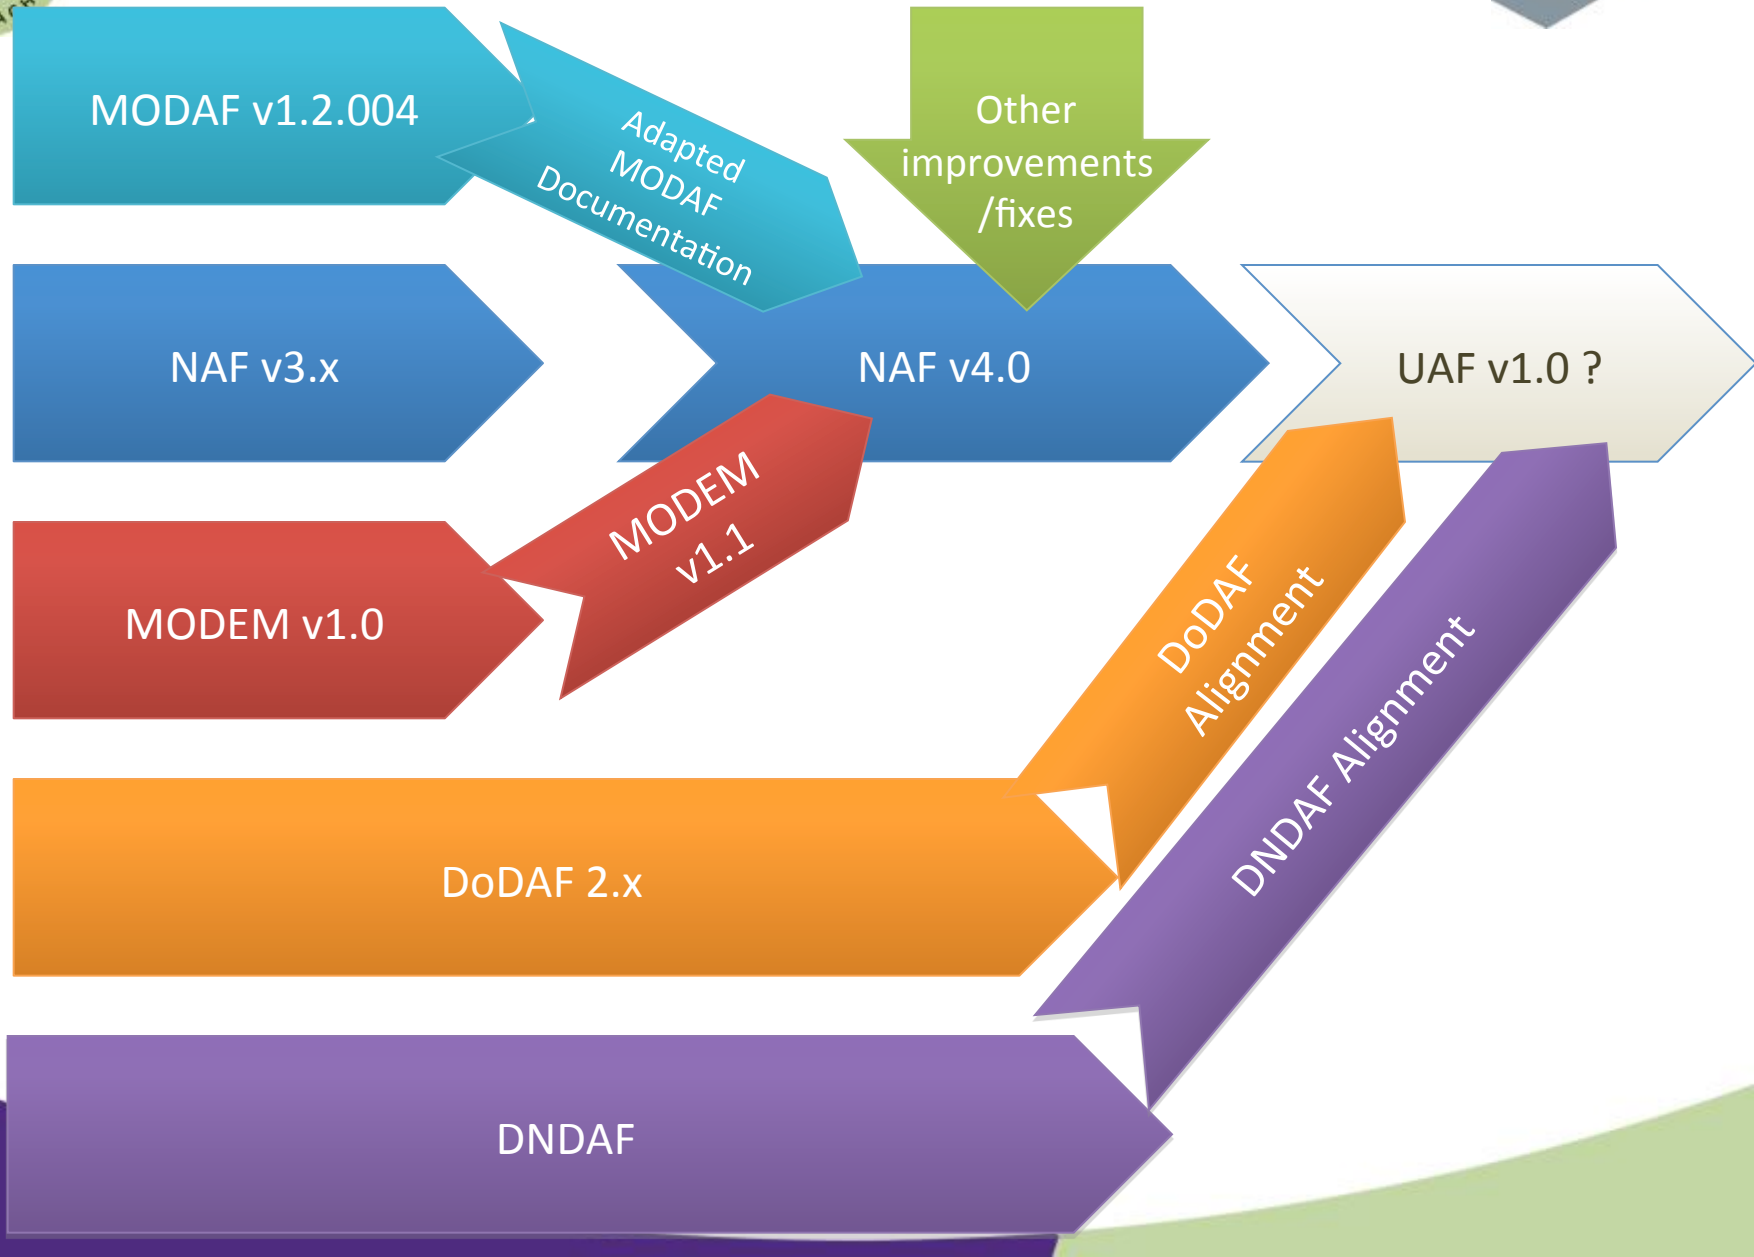 MODAF v1.2.004
Adapted
MODAF
Documentation
Other
improvements
/fixes
NAF v3.x
NAF v4.0
UAF v1.0 ?
MODEM
v1.1
MODEM v1.0
DoDAF
Alignment
DNDAF Alignment
DoDAF 2.x
DNDAF